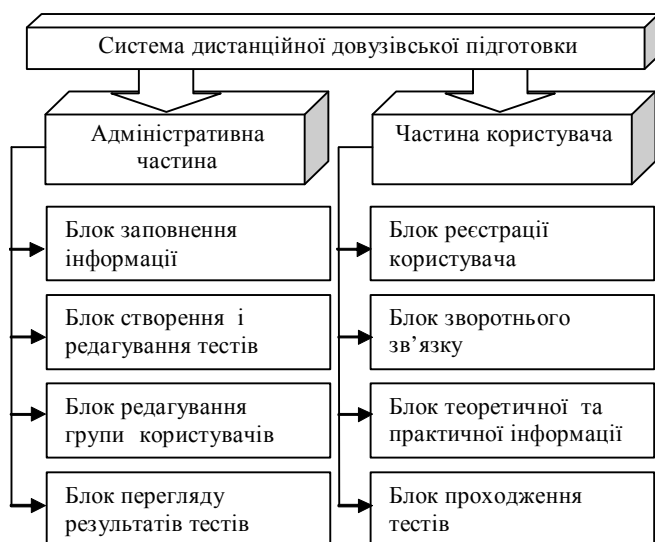 Система дистанційної довузівської підготовки
Адміністративна
частина
Блок заповнення
інформації
Блок створення і
редагування тестів
Блок редагування
групи користувачів
Блок перегляду
результатів тестів
Частина користувача
Блок реєстрації
користувача
Блок зворотнього
зв’язку
Блок теоретичної та
практичної інформації
Блок проходження
тестів